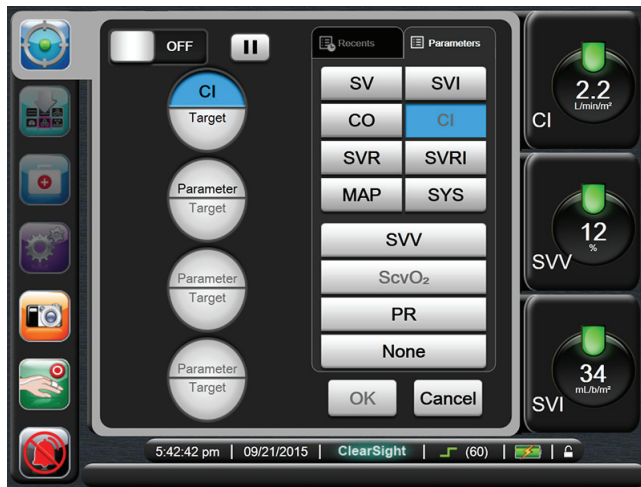 OFF
Recents
Parameters
CI
Target
Parameter
Target
Parameter
Target
Parameter
Target
SV
SVI
CO
CI
SVR
SVRI
MAP
SYS
SVV
ScvO₂
PR
None
OK
Cancel
2.2
L/min/m²
CI
12
%
SVV
34
mL/b/m²
SVI
5:42:42 pm | 09/21/2015 | ClearSight | (60) |